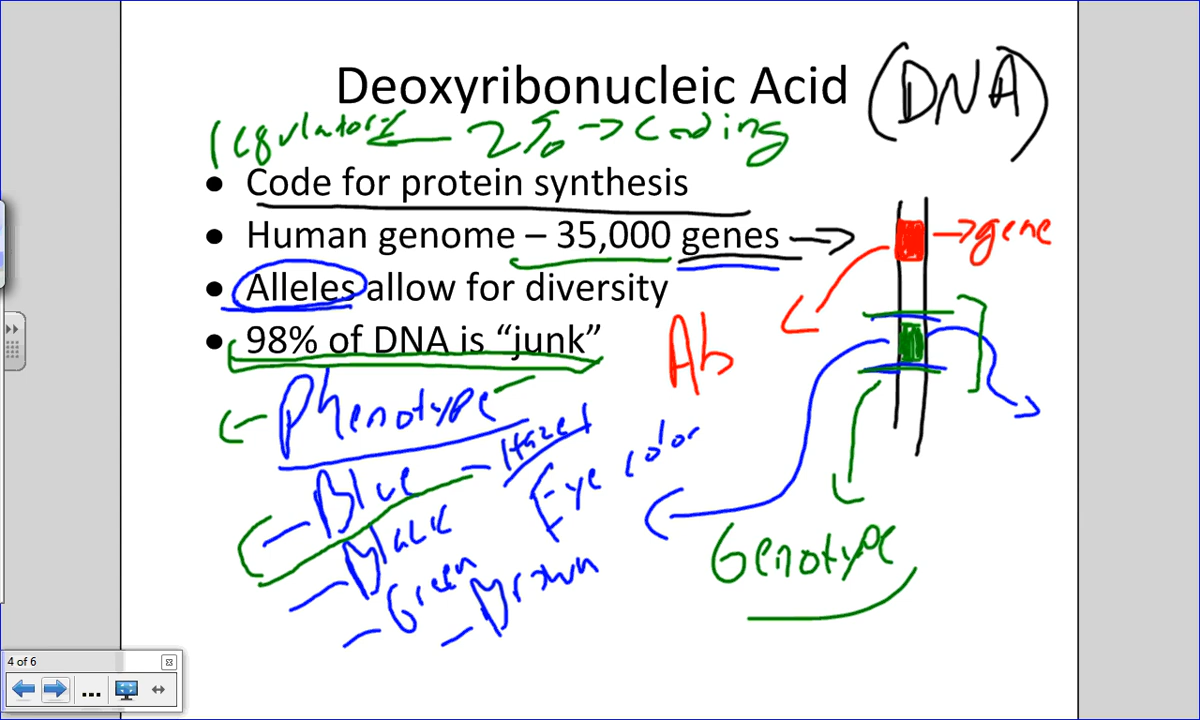 Deoxyribonucleic Acid (DNA)
regulatory ← 2% → coding
• Code for protein synthesis
• Human genome – 35,000 genes →
→ gene
• Alleles allow for diversity
• 98% of DNA is “junk”
Ab
Phenotype
– Blue – Hazel
Eye color
– Black
– Green – Brown
Genotype
4 of 6
...